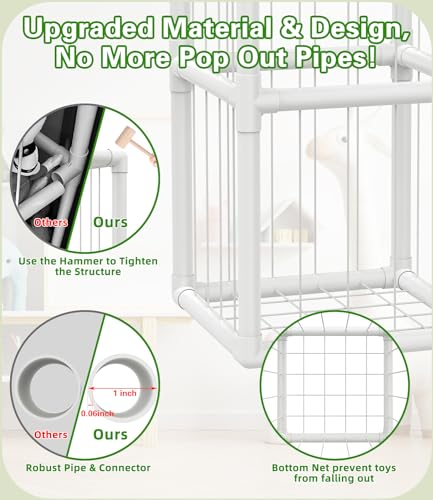 Upgraded Material & Design,
No More Pop Out Pipes!
Others
Ours
Use the Hammer to Tighten
the Structure
1 inch
0.06inch
Others
Ours
Robust Pipe & Connector
Bottom Net prevent toys
from falling out